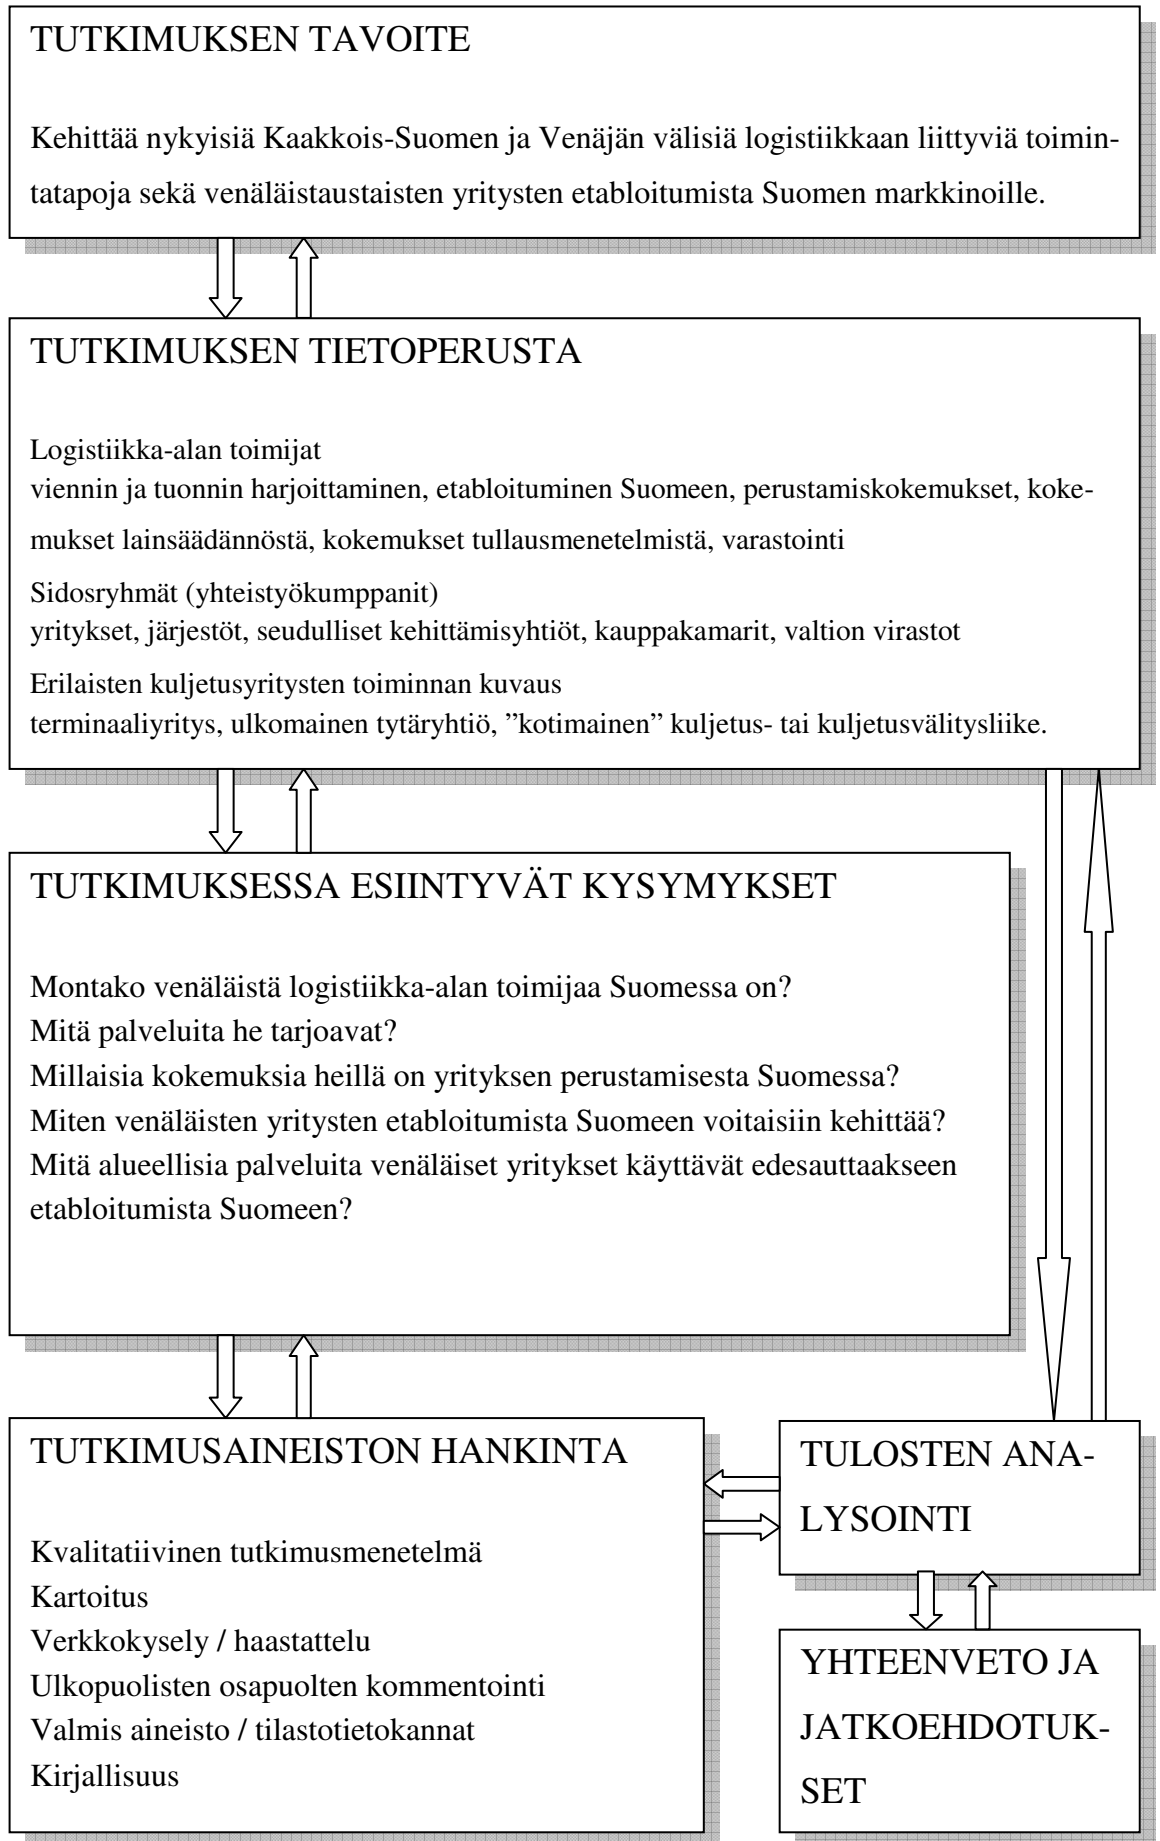 TUTKIMUKSEN TAVOITE
Kehittää nykyisiä Kaakkois-Suomen ja Venäjän välisiä logistiikkaan liittyviä toimin-
tatapoja sekä venäläistaustaisten yritysten etabloitumista Suomen markkinoille.
TUTKIMUKSEN TIETOPERUSTA
Logistiikka-alan toimijat
viennin ja tuonnin harjoittaminen, etabloituminen Suomeen, perustamiskokemukset, koke-
mukset lainsäädännöstä, kokemukset tullausmenetelmistä, varastointi
Sidosryhmät (yhteistyökumppanit)
yritykset, järjestöt, seudulliset kehittämisyhtiöt, kauppakamarit, valtion virastot
Erilaisten kuljetusyritysten toiminnan kuvaus
terminaaliyritys, ulkomainen tytäryhtiö, ”kotimainen” kuljetus- tai kuljetusvälitysliike.
TUTKIMUKSESSA ESIINTYVÄT KYSYMYKSET
Montako venäläistä logistiikka-alan toimijaa Suomessa on?
Mitä palveluita he tarjoavat?
Millaisia kokemuksia heillä on yrityksen perustamisesta Suomessa?
Miten venäläisten yritysten etabloitumista Suomeen voitaisiin kehittää?
Mitä alueellisia palveluita venäläiset yritykset käyttävät edesauttaakseen
etabloitumista Suomeen?
TUTKIMUSAINEISTON HANKINTA
Kvalitatiivinen tutkimusmenetelmä
Kartoitus
Verkkokysely / haastattelu
Ulkopuolisten osapuolten kommentointi
Valmis aineisto / tilastotietokannat
Kirjallisuus
TULOSTEN ANA-
LYSOINTI
YHTEENVETO JA
JATKOEHDOTUK-
SET